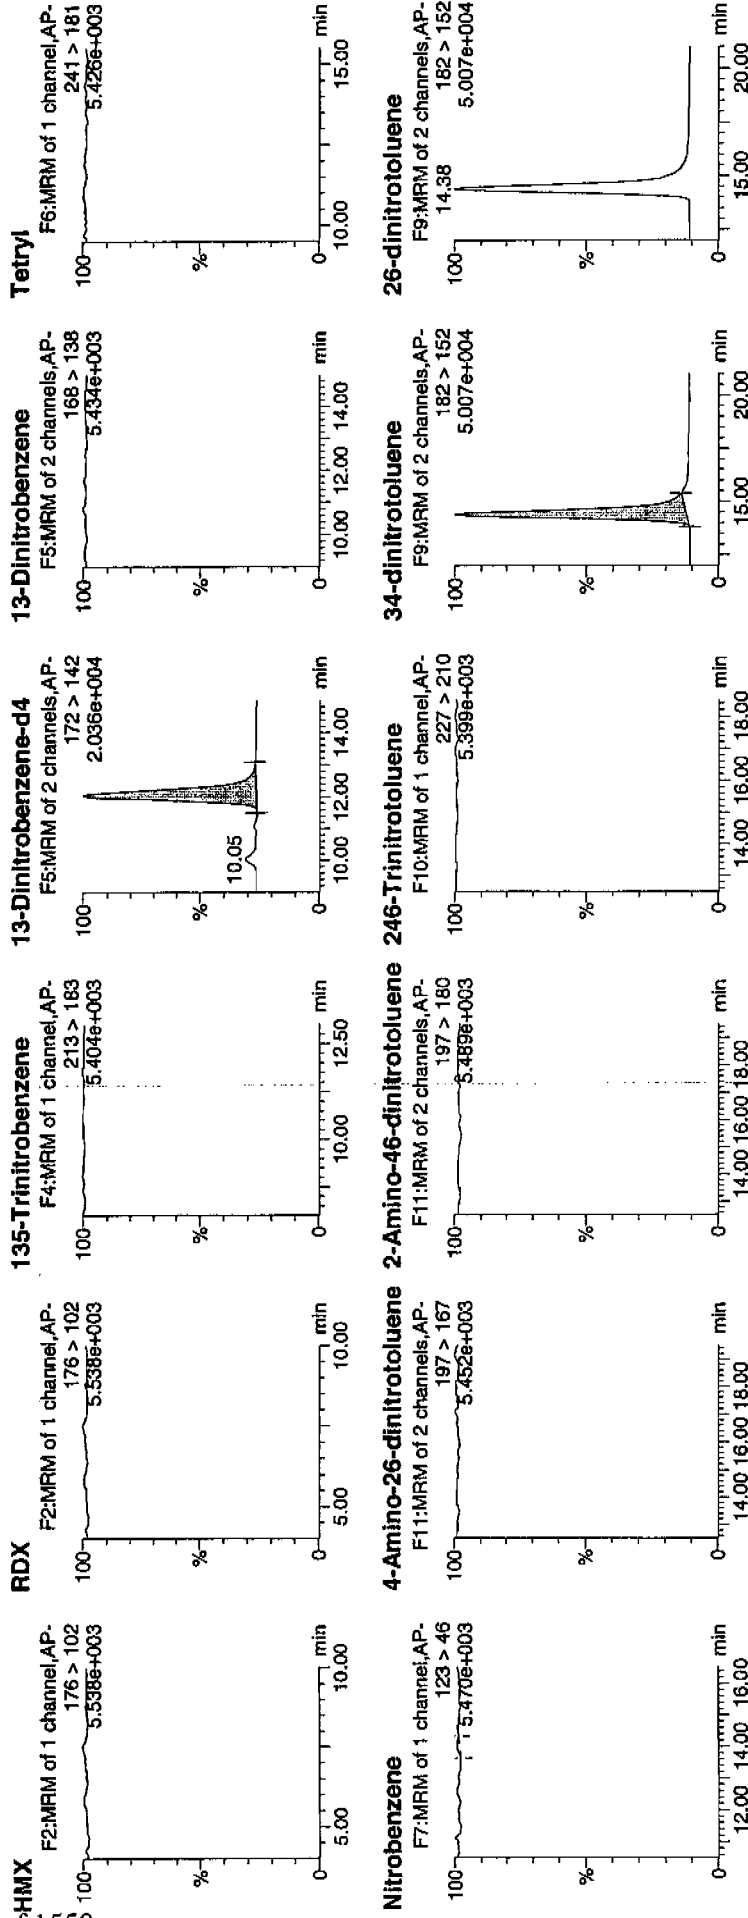 HMX
F2:MRM of 1 channel,AP-
176 > 102
5.538e+003
100
%
0
5.00
10.00
min
RDX
F2:MRM of 1 channel,AP-
176 > 102
5.538e+003
100
%
0
5.00
10.00
min
135-Trinitrobenzene
F4:MRM of 1 channel,AP-
213 > 183
5.404e+003
100
%
0
10.00
12.50
min
13-Dinitrobenzene-d4
F5:MRM of 2 channels,AP-
172 > 142
2.036e+004
100
10.05
%
0
10.00
12.00
14.00
min
13-Dinitrobenzene
F5:MRM of 2 channels,AP-
168 > 138
5.434e+003
100
%
0
10.00
12.00
14.00
min
Tetryl
F6:MRM of 1 channel,AP-
241 > 181
5.426e+003
100
%
0
10.00
15.00
min
Nitrobenzene
F7:MRM of 1 channel,AP-
123 > 46
5.470e+003
100
%
0
12.00
14.00
16.00
min
4-Amino-26-dinitrotoluene
F11:MRM of 2 channels,AP-
197 > 167
5.452e+003
100
%
0
14.00
16.00
18.00
min
2-Amino-46-dinitrotoluene
F11:MRM of 2 channels,AP-
197 > 180
5.489e+003
100
%
0
14.00
16.00
18.00
min
246-Trinitrotoluene
F10:MRM of 1 channel,AP-
227 > 210
5.399e+003
100
%
0
14.00
16.00
18.00
min
34-dinitrotoluene
F9:MRM of 2 channels,AP-
182 > 152
5.007e+004
100
%
0
15.00
20.00
min
26-dinitrotoluene
F9:MRM of 2 channels,AP-
182 > 152
5.007e+004
14.38
100
%
0
15.00
20.00
min